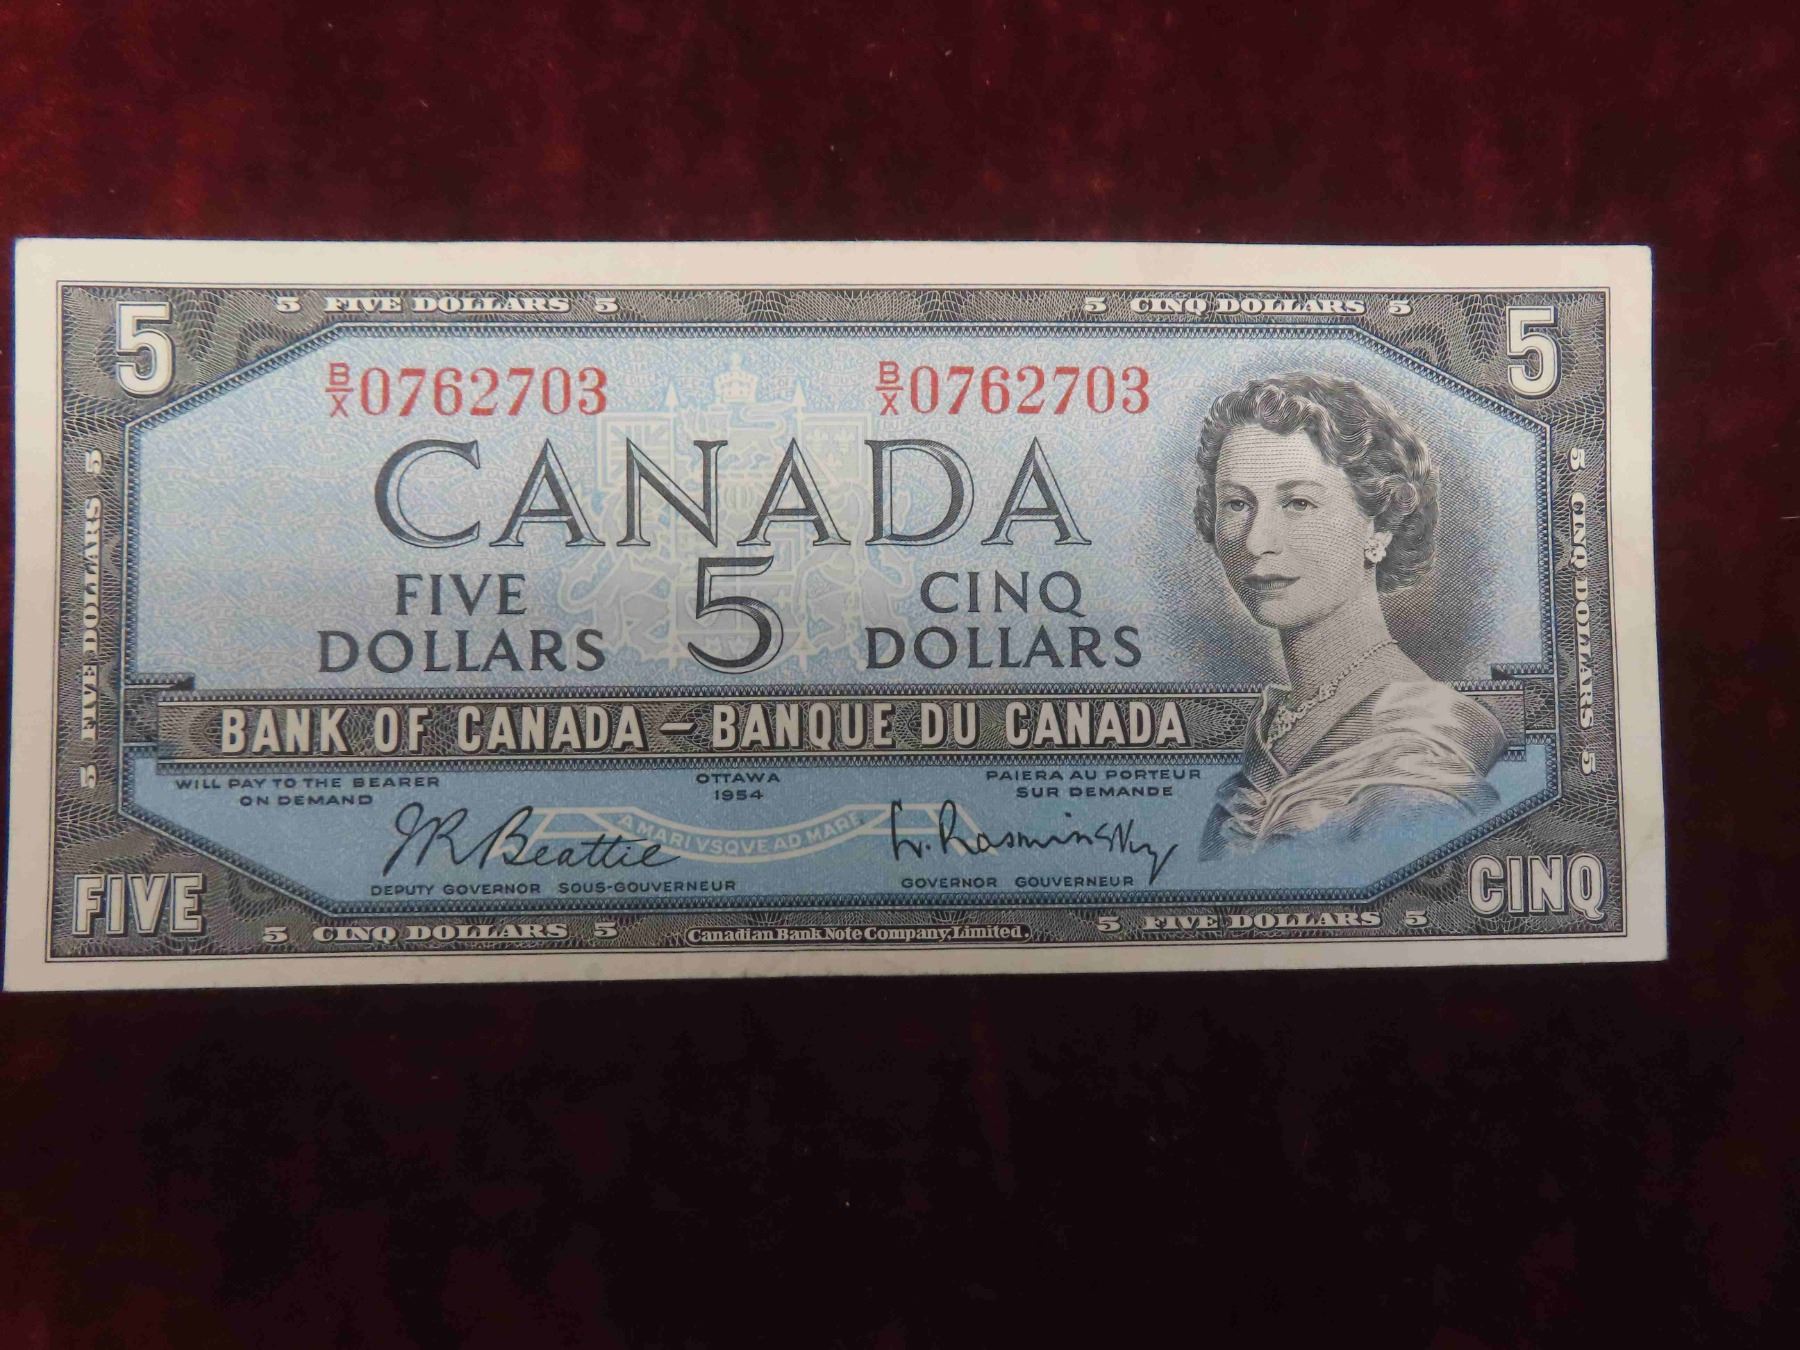 5 FIVE DOLLARS 5
5 CINQ DOLLARS 5
5
5
B/X 0762703
B/X 0762703
CANADA
FIVE DOLLARS
5
CINQ DOLLARS
5 FIVE DOLLARS 5
5 CINQ DOLLARS 5
BANK OF CANADA – BANQUE DU CANADA
WILL PAY TO THE BEARER
ON DEMAND
OTTAWA
1954
PAIERA AU PORTEUR
SUR DEMANDE
JR Beattie
A MARI VSQVE AD MARE
L. Rasminsky
DEPUTY GOVERNOR SOUS-GOUVERNEUR
GOVERNOR GOUVERNEUR
FIVE
CINQ
5 CINQ DOLLARS 5
Canadian Bank Note Company, Limited.
5 FIVE DOLLARS 5